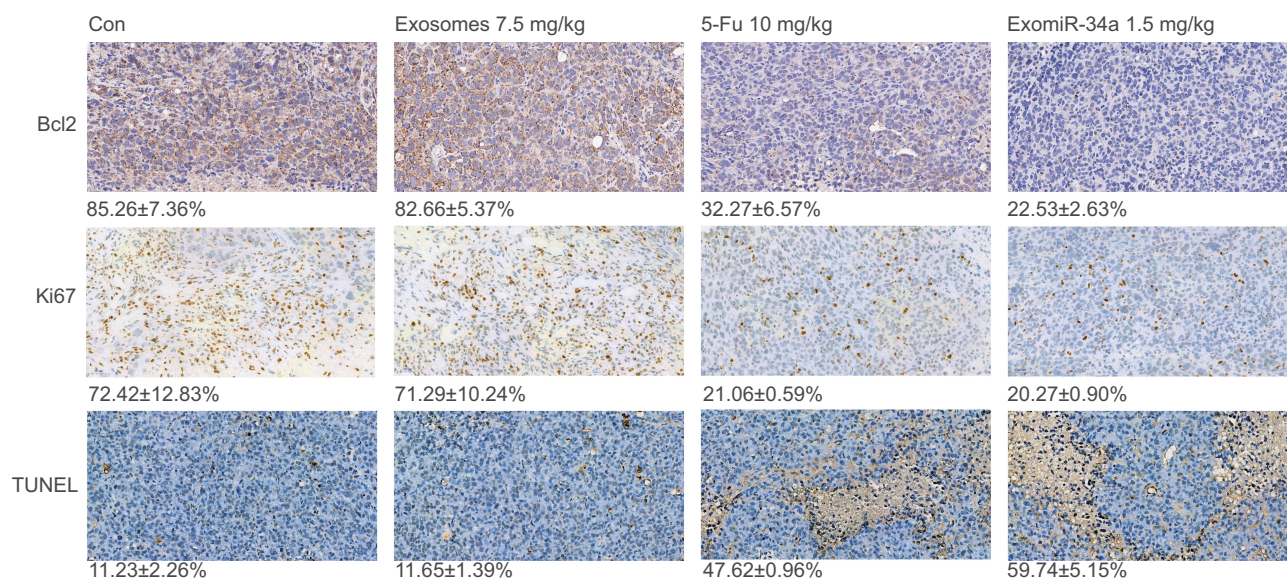 Con Exosomes 7.5 mg/kg 5-Fu 10 mg/kg ExomiR-34a 1.5 mg/kg
Bcl2
85.26±7.36% 82.66±5.37% 32.27±6.57% 22.53±2.63%
Ki67
72.42±12.83% 71.29±10.24% 21.06±0.59% 20.27±0.90%
TUNEL
11.23±2.26% 11.65±1.39% 47.62±0.96% 59.74±5.15%